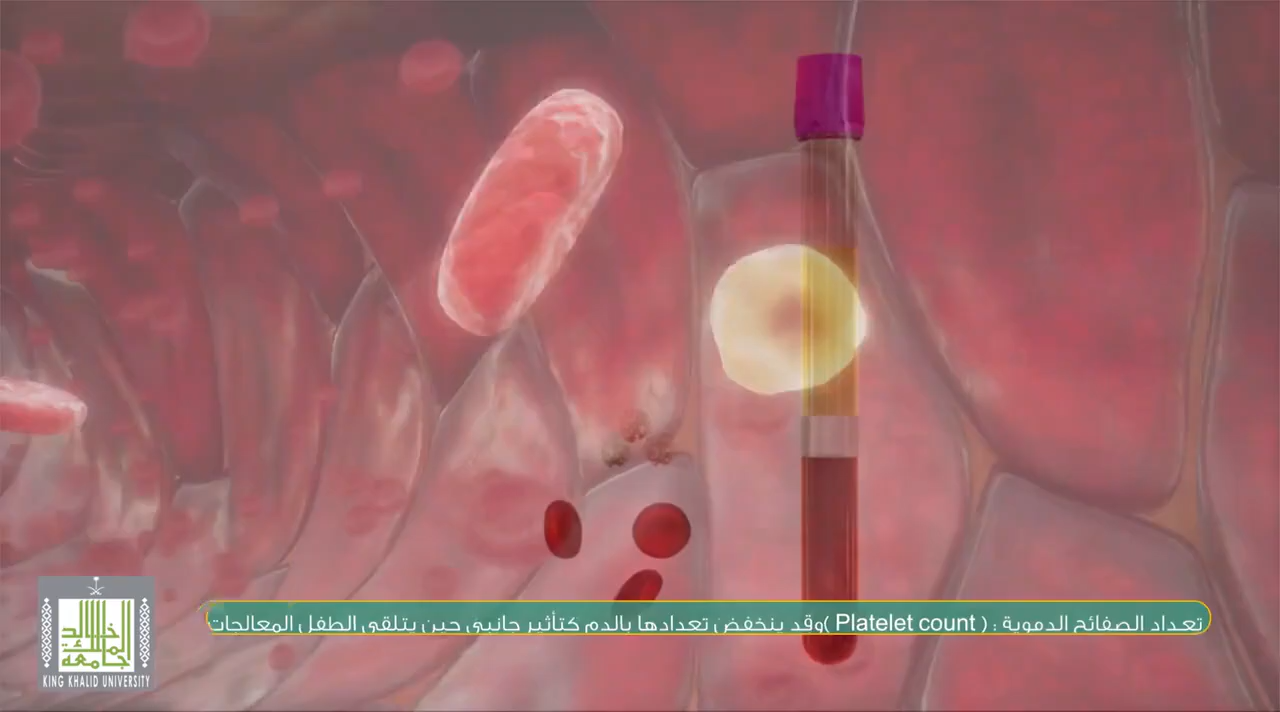 تعداد الصفائح الدموية : ( Platelet count )وقد ينخفض تعدادها بالدم كتأثير جانبي حين يتلقى الطفل المعالجات
جامعة الملك خالد
KING KHALID UNIVERSITY